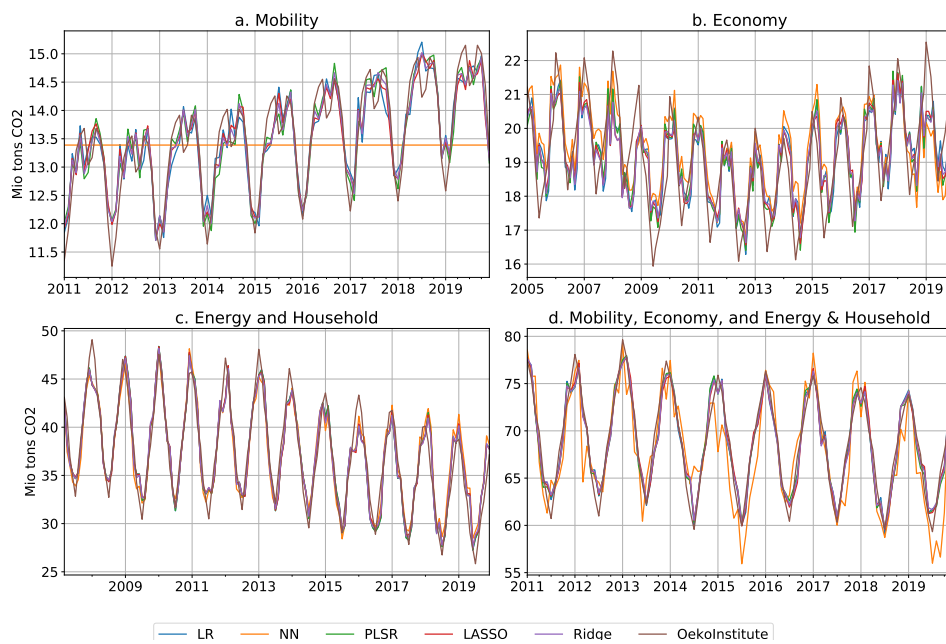 a. Mobility
Mio tons CO2
15.0
14.5
14.0
13.5
13.0
12.5
12.0
11.5
2011 2012 2013 2014 2015 2016 2017 2018 2019
b. Economy
22
21
20
19
18
17
16
2005 2007 2009 2011 2013 2015 2017 2019
c. Energy and Household
Mio tons CO2
50
45
40
35
30
25
2009 2011 2013 2015 2017 2019
d. Mobility, Economy, and Energy & Household
80
75
70
65
60
55
2011 2012 2013 2014 2015 2016 2017 2018 2019
LR NN PLSR LASSO Ridge OekoInstitute